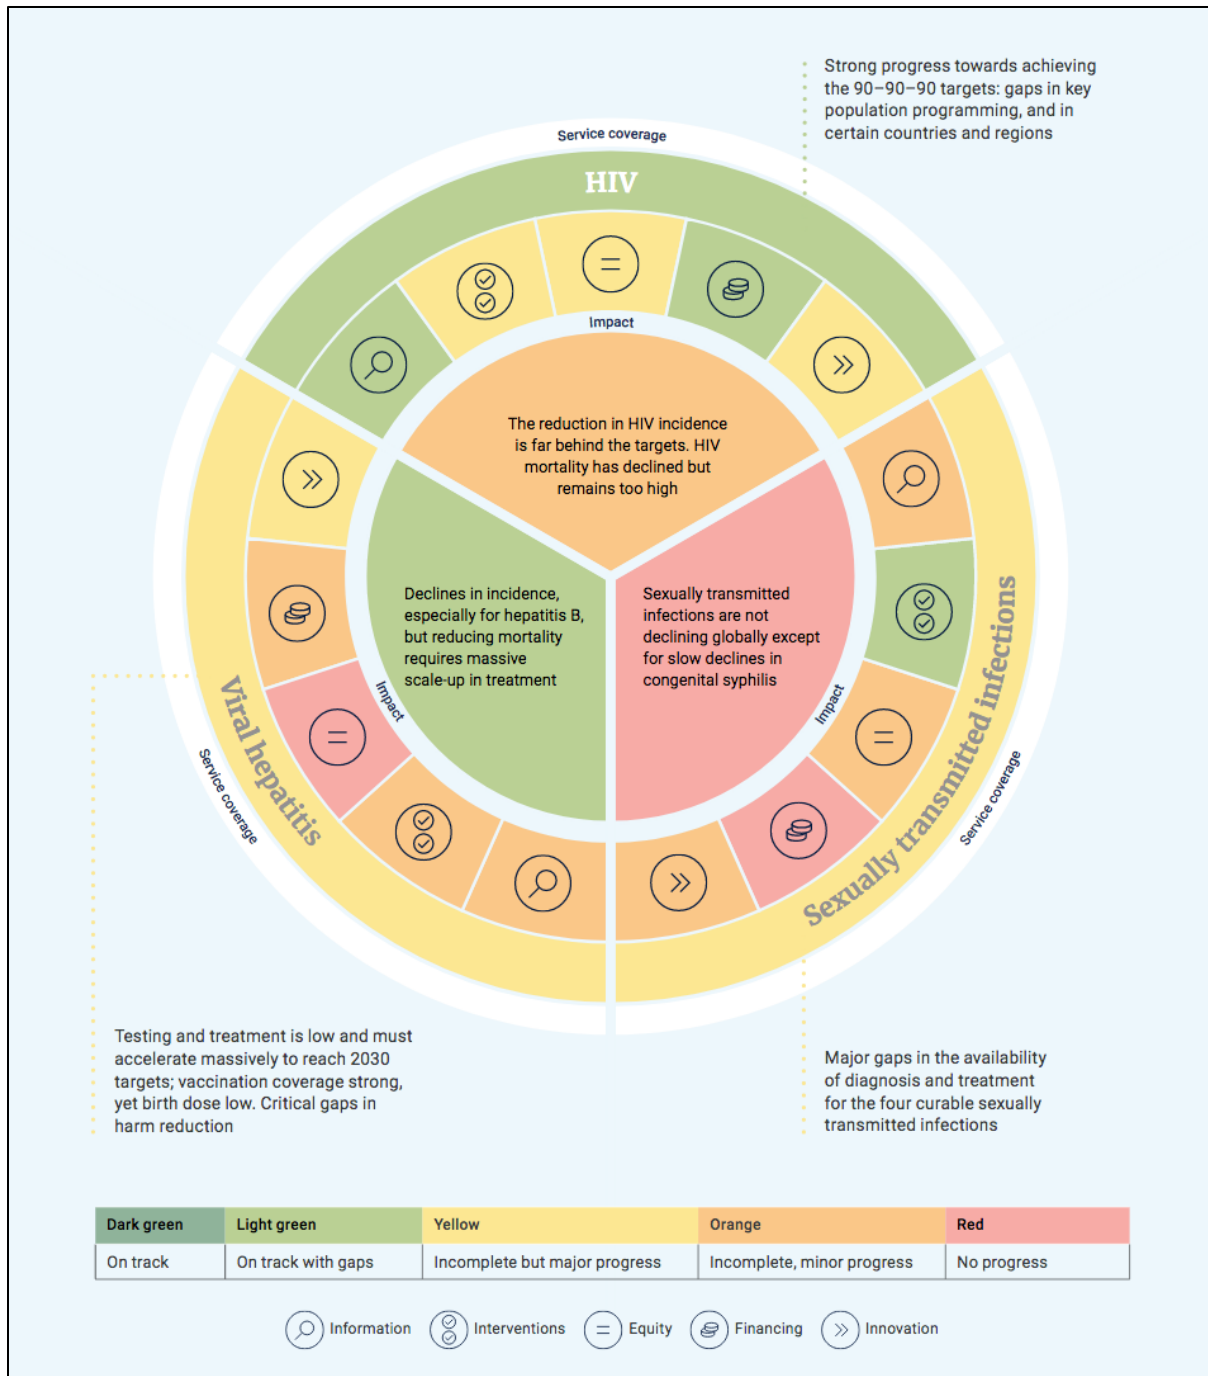 Strong progress towards achieving
the 90–90–90 targets: gaps in key
population programming, and in
certain countries and regions
Service coverage
HIV
Impact
The reduction in HIV incidence
is far behind the targets. HIV
mortality has declined but
remains too high
Declines in incidence,
especially for hepatitis B,
but reducing mortality
requires massive
scale-up in treatment
Sexually transmitted
infections are not
declining globally except
for slow declines in
congenital syphilis
Impact
Impact
Viral hepatitis
Service coverage
Sexually transmitted infections
Service coverage
Testing and treatment is low and must
accelerate massively to reach 2030
targets; vaccination coverage strong,
yet birth dose low. Critical gaps in
harm reduction
Major gaps in the availability
of diagnosis and treatment
for the four curable sexually
transmitted infections
Dark green Light green Yellow Orange Red
On track On track with gaps Incomplete but major progress Incomplete, minor progress No progress
Information Interventions Equity Financing Innovation